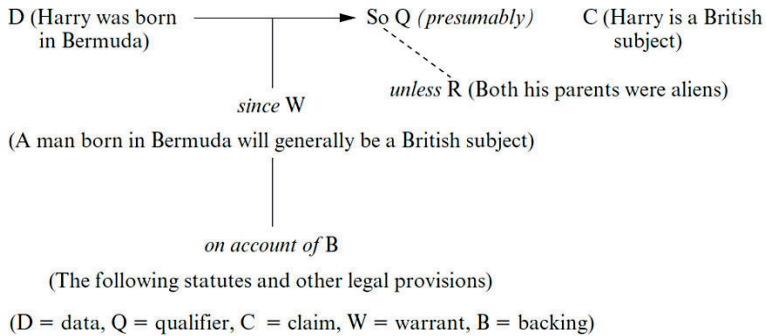 D (Harry was born So Q (presumably) C (Harry is a British
in Bermuda) subject)
unless R (Both his parents were aliens)
since W
(A man born in Bermuda will generally be a British subject)
on account of B
(The following statutes and other legal provisions)
(D = data, Q = qualifier, C = claim, W = warrant, B = backing)